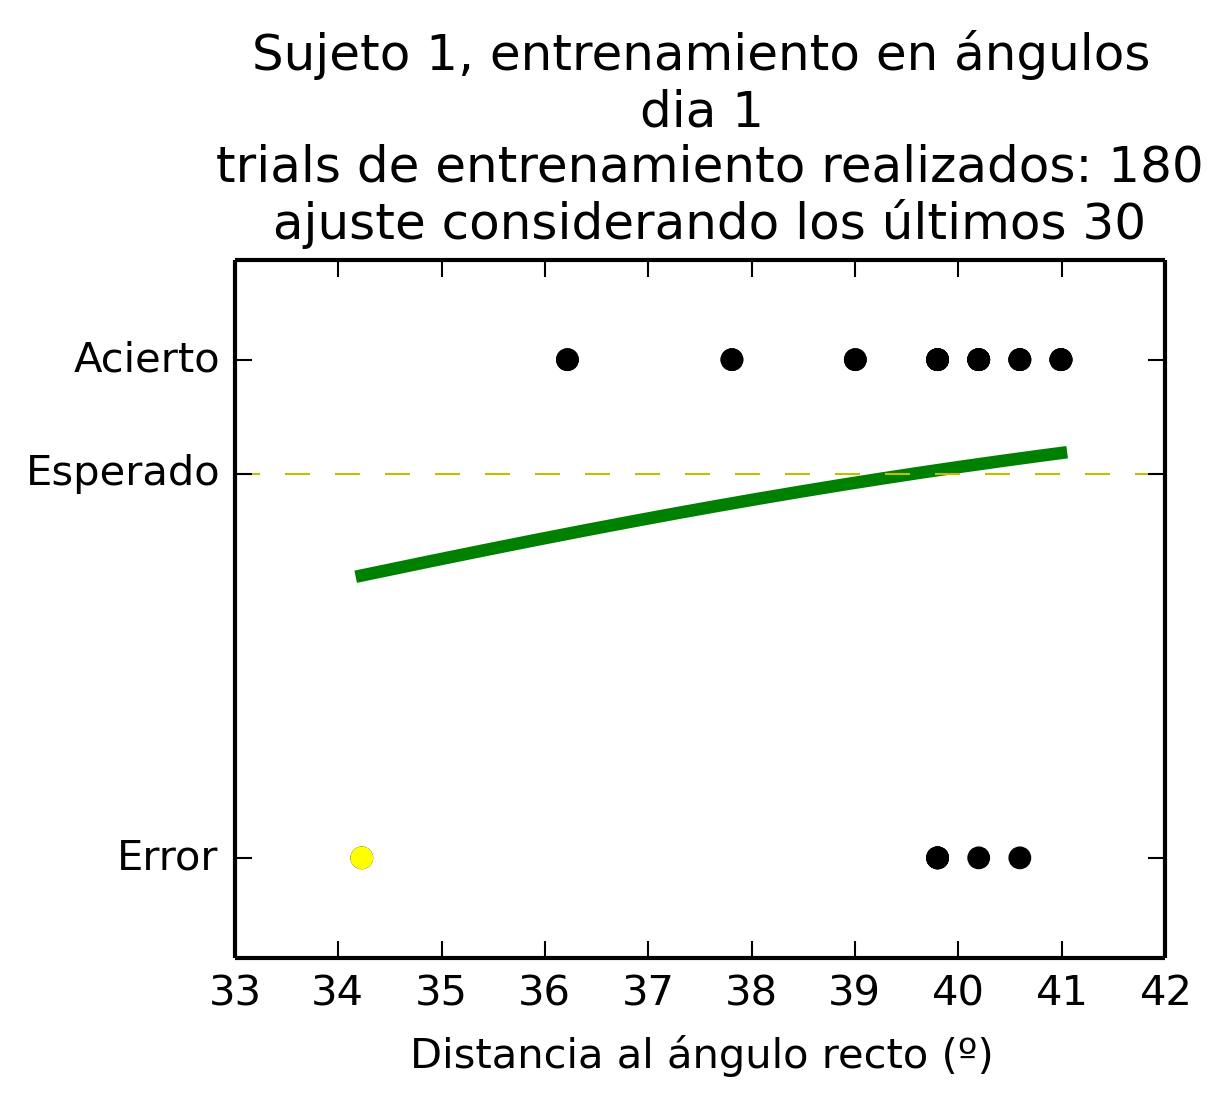 Sujeto 1, entrenamiento en ángulos
dia 1
trials de entrenamiento realizados: 180
ajuste considerando los últimos 30
Acierto
Esperado
Error
33 34 35 36 37 38 39 40 41 42
Distancia al ángulo recto (º)